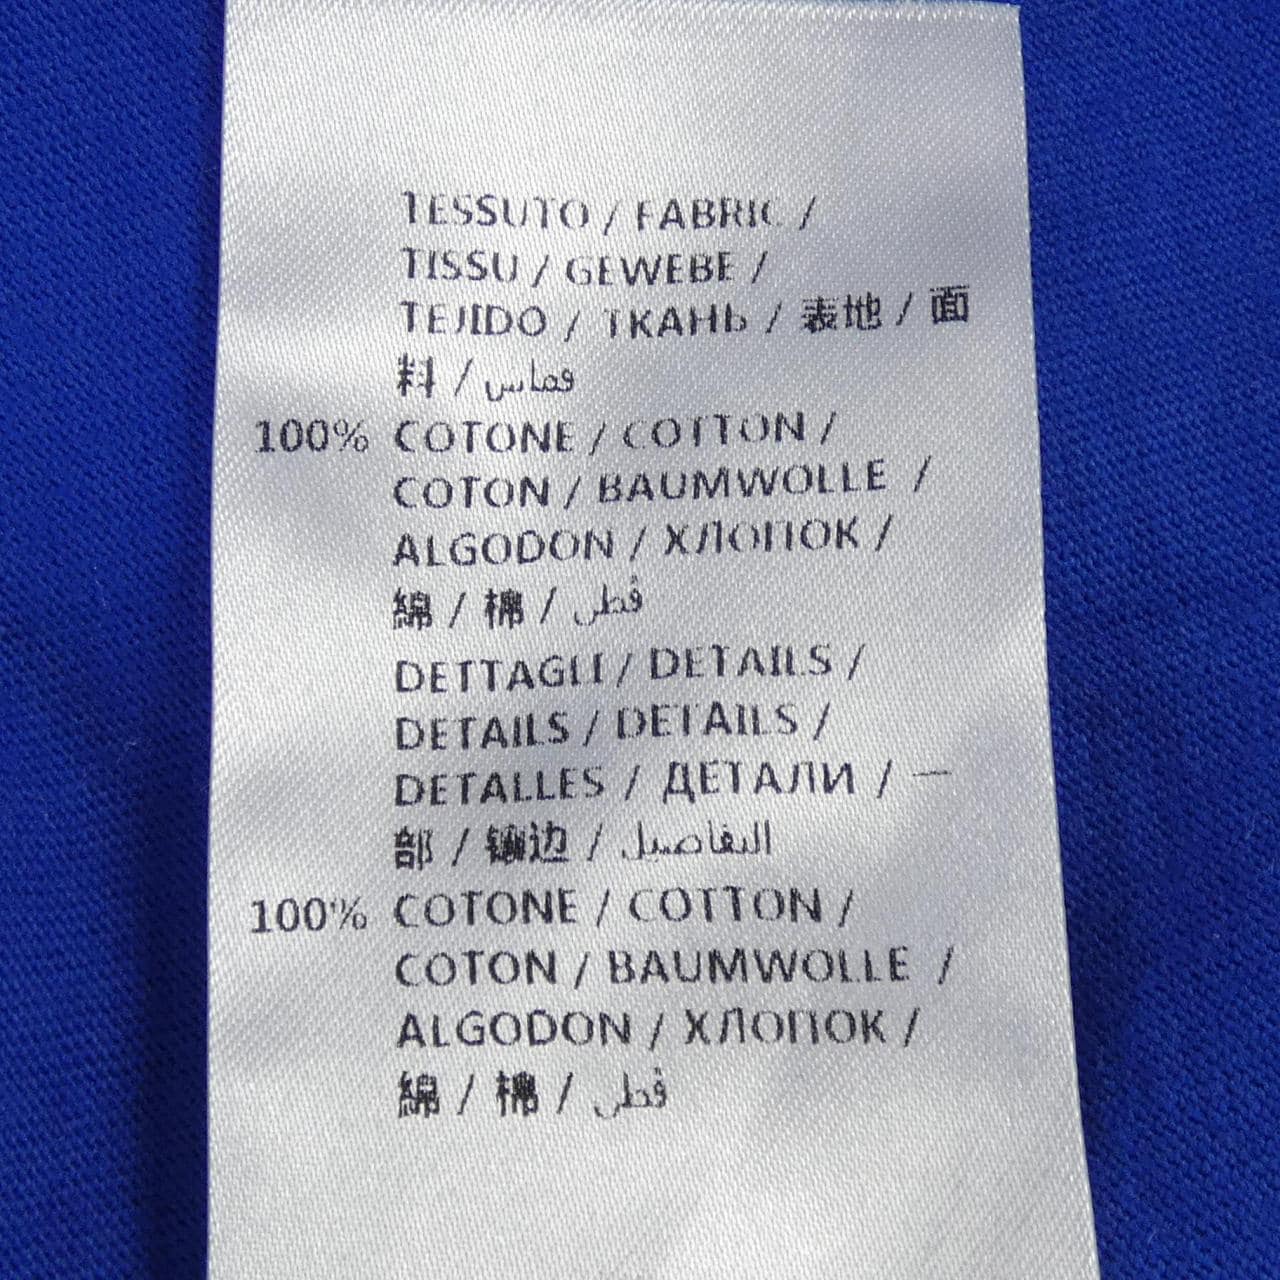 TESSUTO / FABRIC /
TISSU / GEWEBE /
TEJIDO / ТКАНЬ / 表地 / 面
料 / قماس
100% COTONE / COTTON /
COTON / BAUMWOLLE /
ALGODON / ХЛОПОК /
綿 / 棉 / قطن
DETTAGLI / DETAILS /
DETAILS / DETAILS /
DETALLES / ДЕТАЛИ / 一
部 / 镶边 / التفاصيل
100% COTONE / COTTON /
COTON / BAUMWOLLE /
ALGODON / ХЛОПОК /
綿 / 棉 / قطن